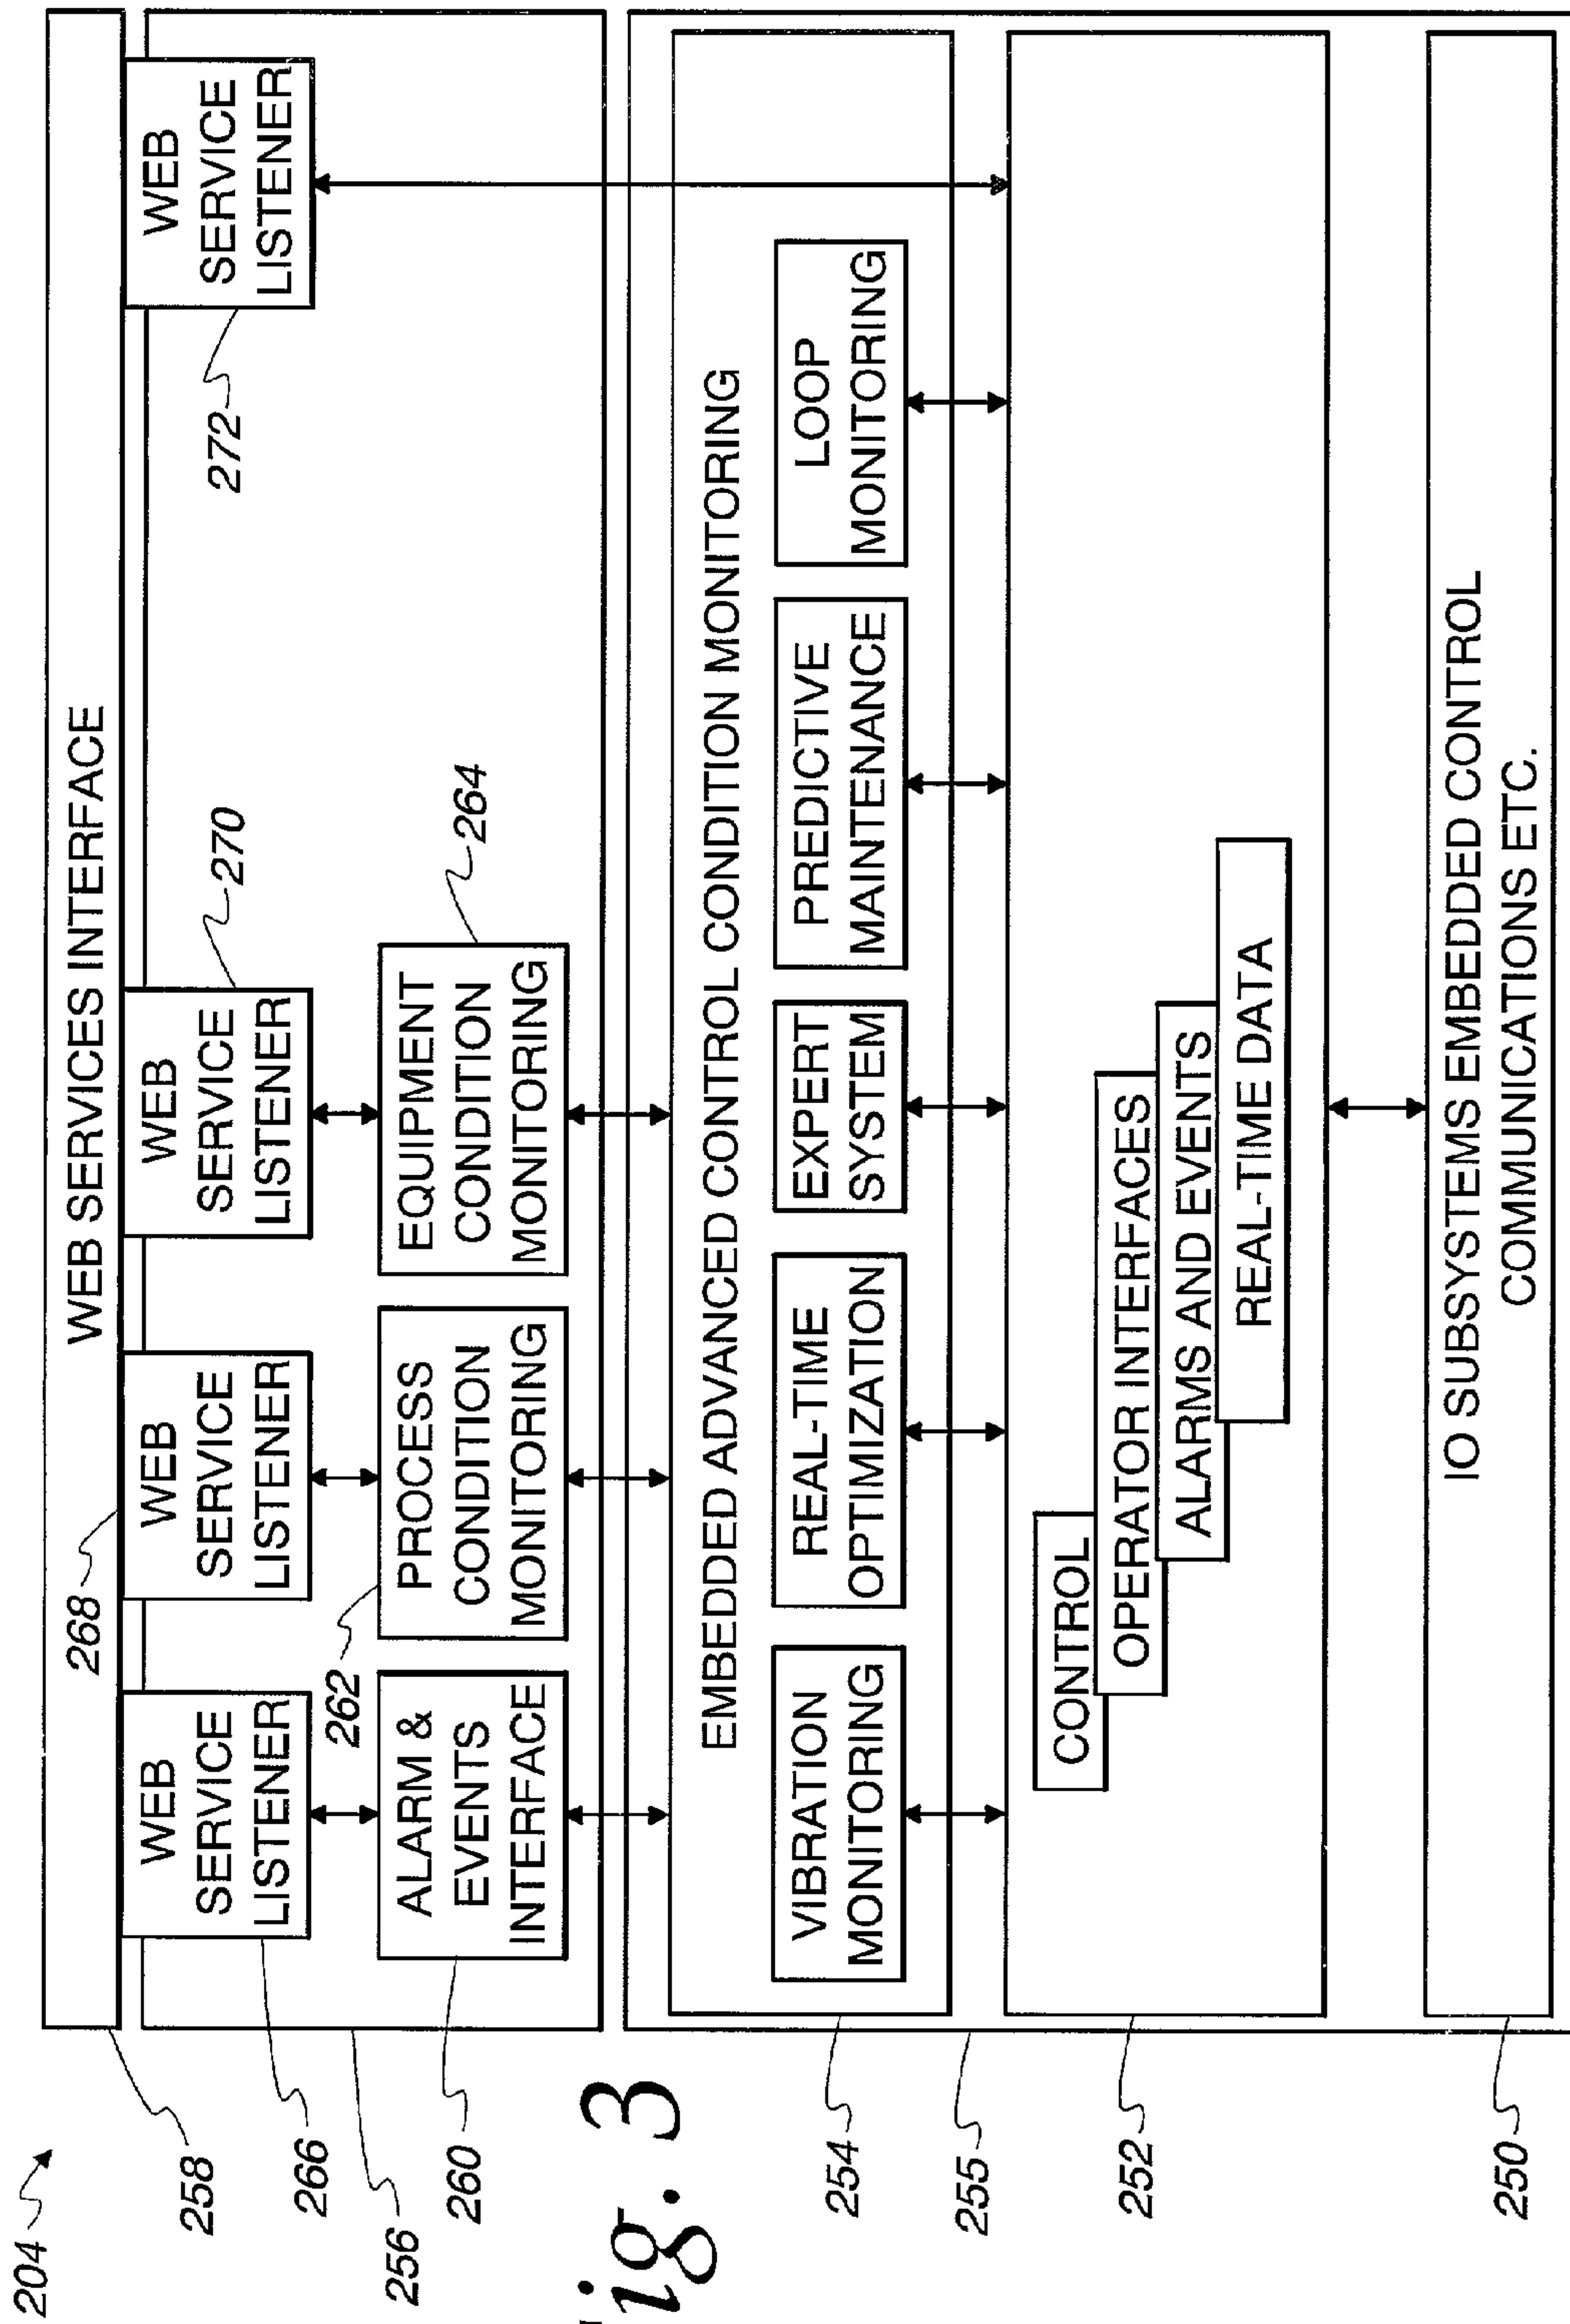 204
WEB SERVICES INTERFACE
258
268
WEB
SERVICE
LISTENER
266
WEB
SERVICE
LISTENER
WEB
SERVICE
LISTENER
270
WEB
SERVICE
LISTENER
272
256
262
ALARM &
EVENTS
INTERFACE
260
PROCESS
CONDITION
MONITORING
EQUIPMENT
CONDITION
MONITORING
264
ig. 3
EMBEDDED ADVANCED CONTROL CONDITION MONITORING
VIBRATION
MONITORING
REAL-TIME
OPTIMIZATION
EXPERT
SYSTEM
PREDICTIVE
MAINTENANCE
LOOP
MONITORING
254
255
CONTROL
OPERATOR INTERFACES
ALARMS AND EVENTS
REAL-TIME DATA
252
IO SUBSYSTEMS EMBEDDED CONTROL
COMMUNICATIONS ETC.
250